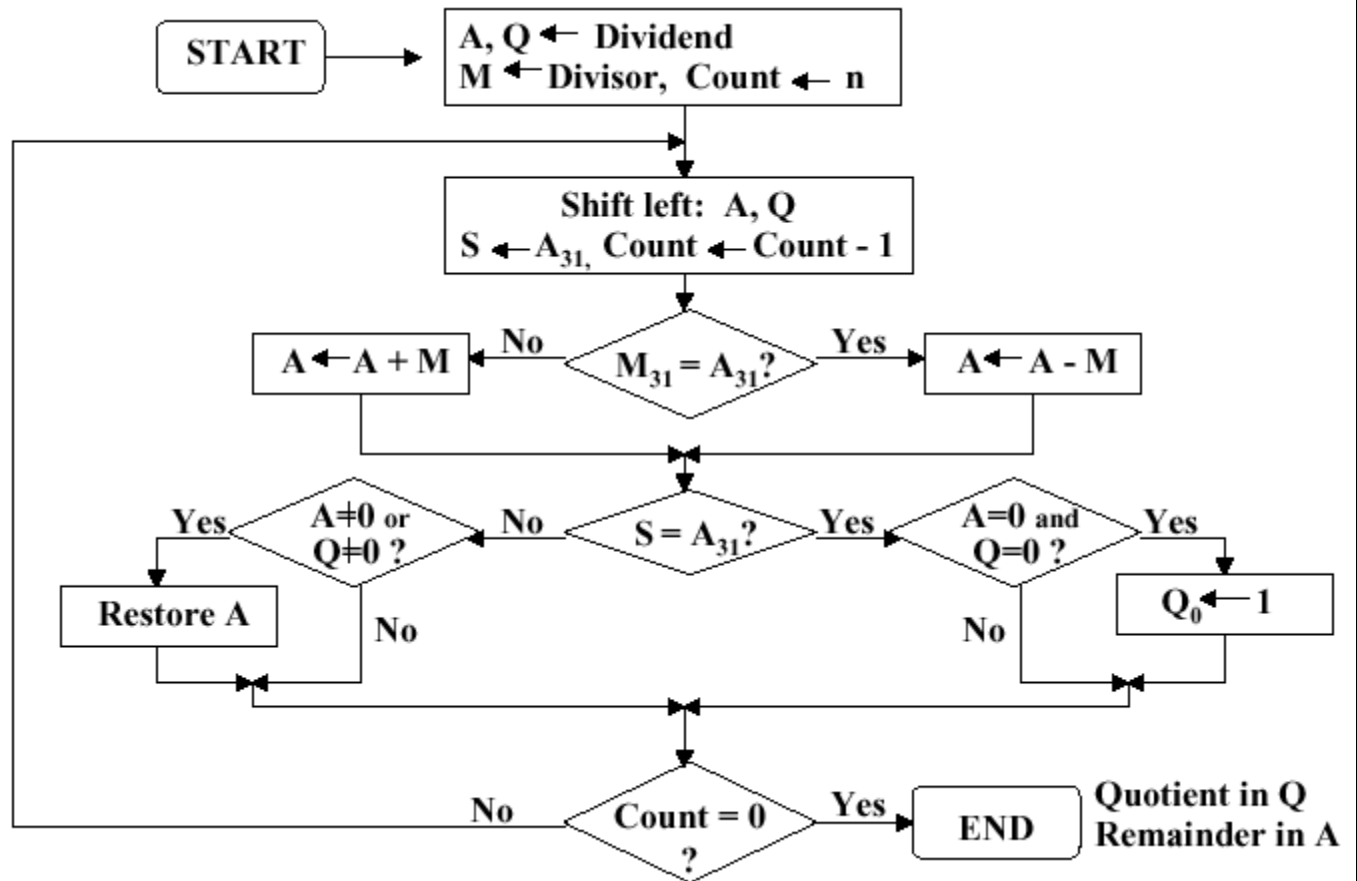 START
A, Q ← Dividend
M ← Divisor, Count ← n
Shift left: A, Q
S ← A₃₁, Count ← Count - 1
No
Yes
A ← A + M
M₃₁ = A₃₁?
A ← A - M
Yes
A≠0 or
Q≠0 ?
No
S = A₃₁?
Yes
A=0 and
Q=0 ?
Yes
Restore A
No
No
Q₀ ← 1
No
Count = 0
?
Yes
END
Quotient in Q
Remainder in A